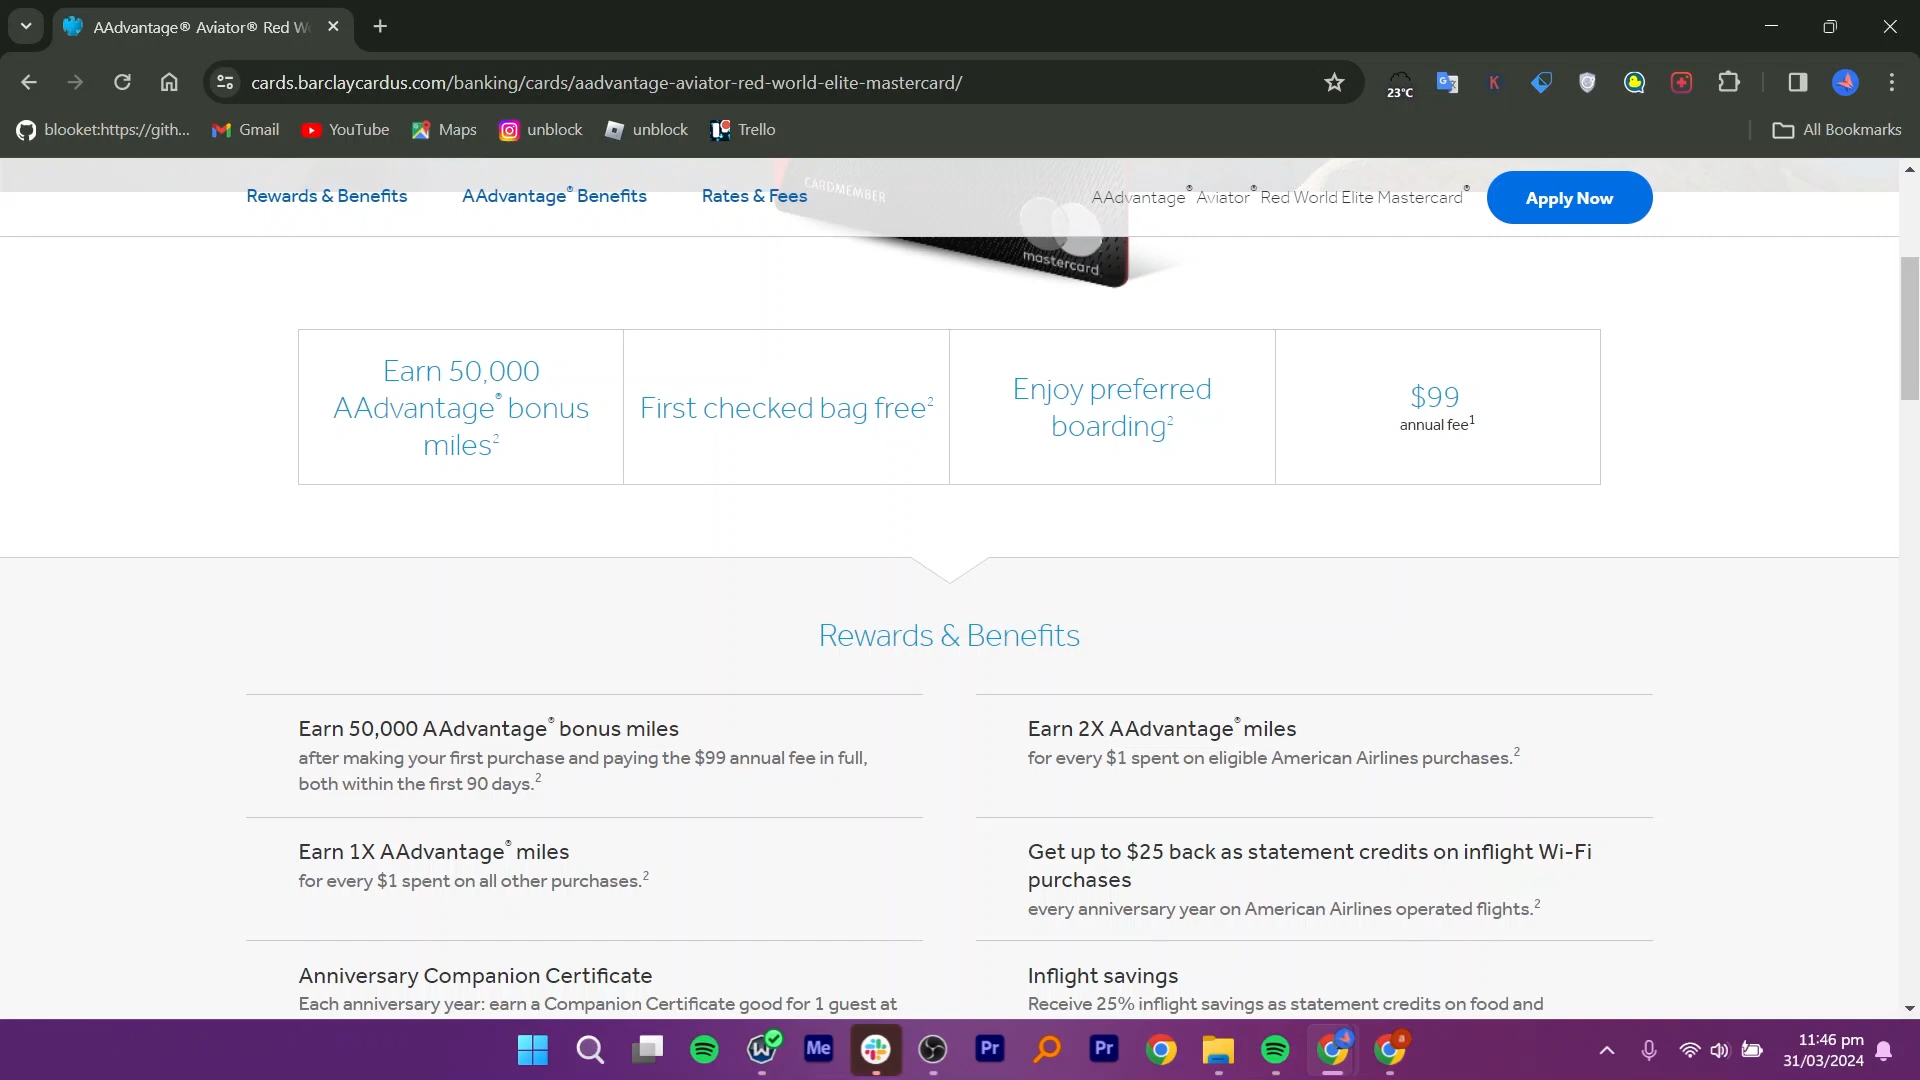 AAdvantage® Aviator® Red Wo
cards.barclaycardus.com/banking/cards/aadvantage-aviator-red-world-elite-mastercard/
23°C
K
blooket:https://gith...
Gmail
YouTube
Maps
unblock
unblock
Trello
All Bookmarks
CARDMEMBER
Rewards & Benefits
AAdvantage® Benefits
Rates & Fees
AAdvantage® Aviator® Red World Elite Mastercard®
Apply Now
mastercard
Earn 50,000
AAdvantage® bonus
miles²
First checked bag free²
Enjoy preferred
boarding²
$99
annual fee¹
Rewards & Benefits
Earn 50,000 AAdvantage® bonus miles
after making your first purchase and paying the $99 annual fee in full,
both within the first 90 days.²
Earn 2X AAdvantage® miles
for every $1 spent on eligible American Airlines purchases.²
Earn 1X AAdvantage® miles
for every $1 spent on all other purchases.²
Get up to $25 back as statement credits on inflight Wi-Fi
purchases
every anniversary year on American Airlines operated flights.²
Anniversary Companion Certificate
Each anniversary year: earn a Companion Certificate good for 1 guest at
Inflight savings
Receive 25% inflight savings as statement credits on food and
Me
Pr
Pr
a
11:46 pm
31/03/2024